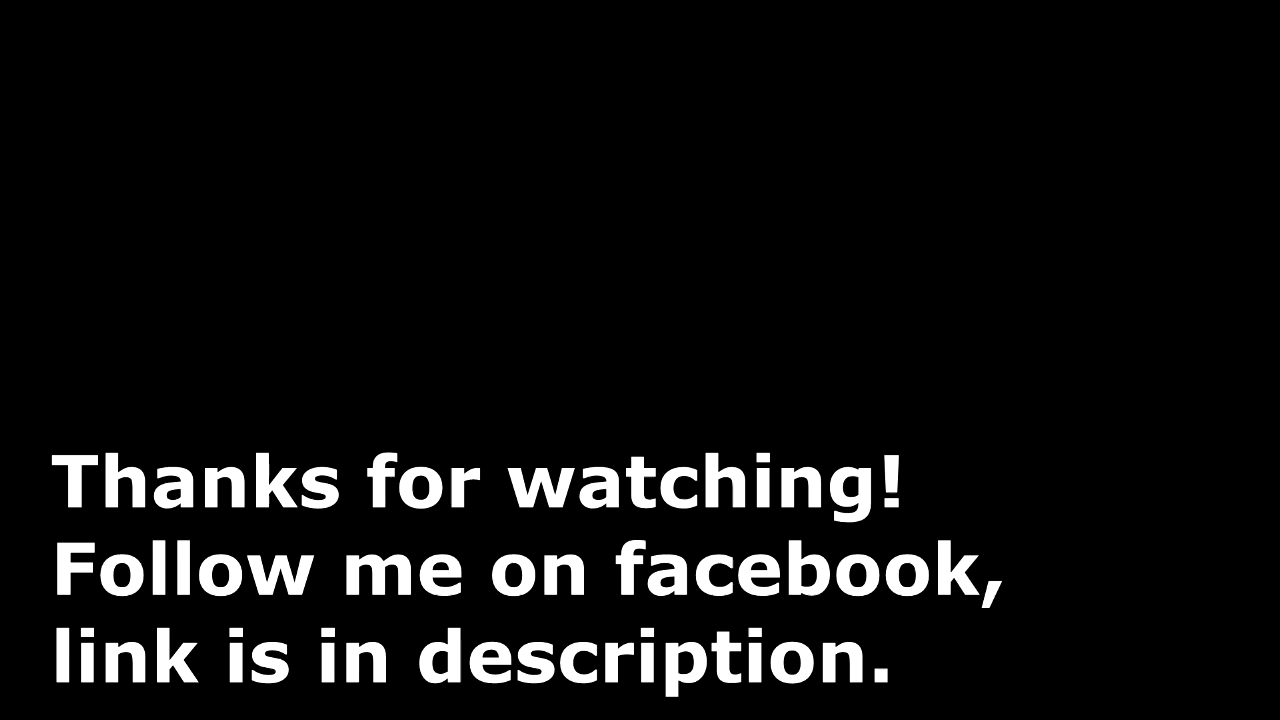 Thanks for watching!
Follow me on facebook,
link is in description.